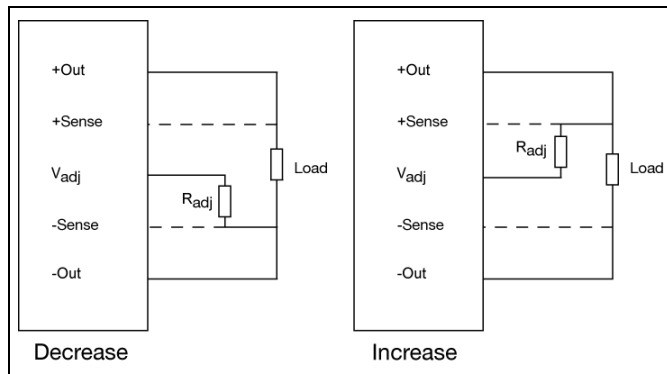 +Out
+Sense
Vadj
Radj
Load
-Sense
-Out
Decrease
+Out
+Sense
Radj
Vadj
Load
-Sense
-Out
Increase